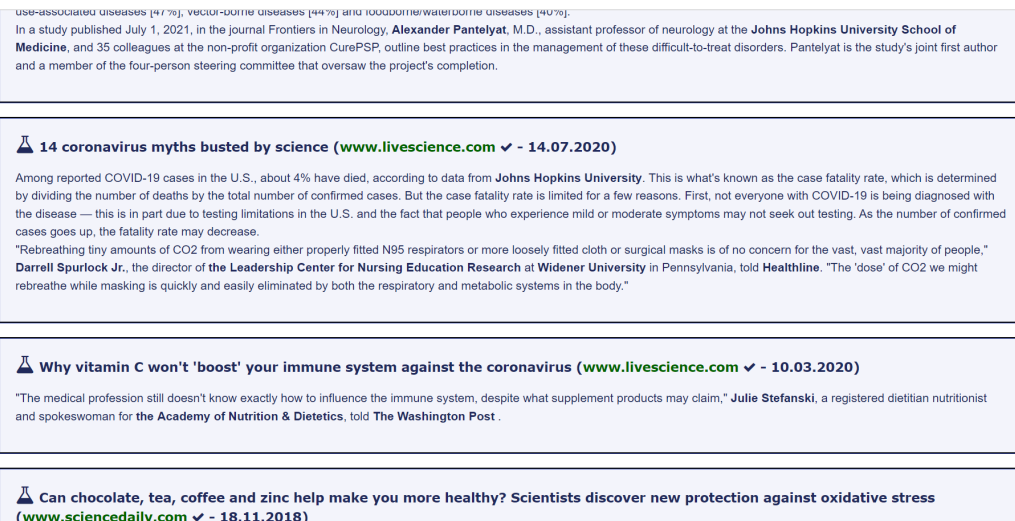 use-associated diseases [47%], vector-borne diseases [44%] and foodborne/waterborne diseases [40%].
In a study published July 1, 2021, in the journal Frontiers in Neurology, Alexander Pantelyat, M.D., assistant professor of neurology at the Johns Hopkins University School of
Medicine, and 35 colleagues at the non-profit organization CurePSP, outline best practices in the management of these difficult-to-treat disorders. Pantelyat is the study's joint first author
and a member of the four-person steering committee that oversaw the project's completion.
14 coronavirus myths busted by science (www.livescience.com ✔ - 14.07.2020)
Among reported COVID-19 cases in the U.S., about 4% have died, according to data from Johns Hopkins University. This is what's known as the case fatality rate, which is determined
by dividing the number of deaths by the total number of confirmed cases. But the case fatality rate is limited for a few reasons. First, not everyone with COVID-19 is being diagnosed with
the disease — this is in part due to testing limitations in the U.S. and the fact that people who experience mild or moderate symptoms may not seek out testing. As the number of confirmed
cases goes up, the fatality rate may decrease.
"Rebreathing tiny amounts of CO2 from wearing either properly fitted N95 respirators or more loosely fitted cloth or surgical masks is of no concern for the vast, vast majority of people,"
Darrell Spurlock Jr., the director of the Leadership Center for Nursing Education Research at Widener University in Pennsylvania, told Healthline. "The 'dose' of CO2 we might
rebreathe while masking is quickly and easily eliminated by both the respiratory and metabolic systems in the body."
Why vitamin C won't 'boost' your immune system against the coronavirus (www.livescience.com ✔ - 10.03.2020)
"The medical profession still doesn't know exactly how to influence the immune system, despite what supplement products may claim," Julie Stefanski, a registered dietitian nutritionist
and spokeswoman for the Academy of Nutrition & Dietetics, told The Washington Post .
Can chocolate, tea, coffee and zinc help make you more healthy? Scientists discover new protection against oxidative stress
(www.sciencedaily.com ✔ - 18.11.2018)